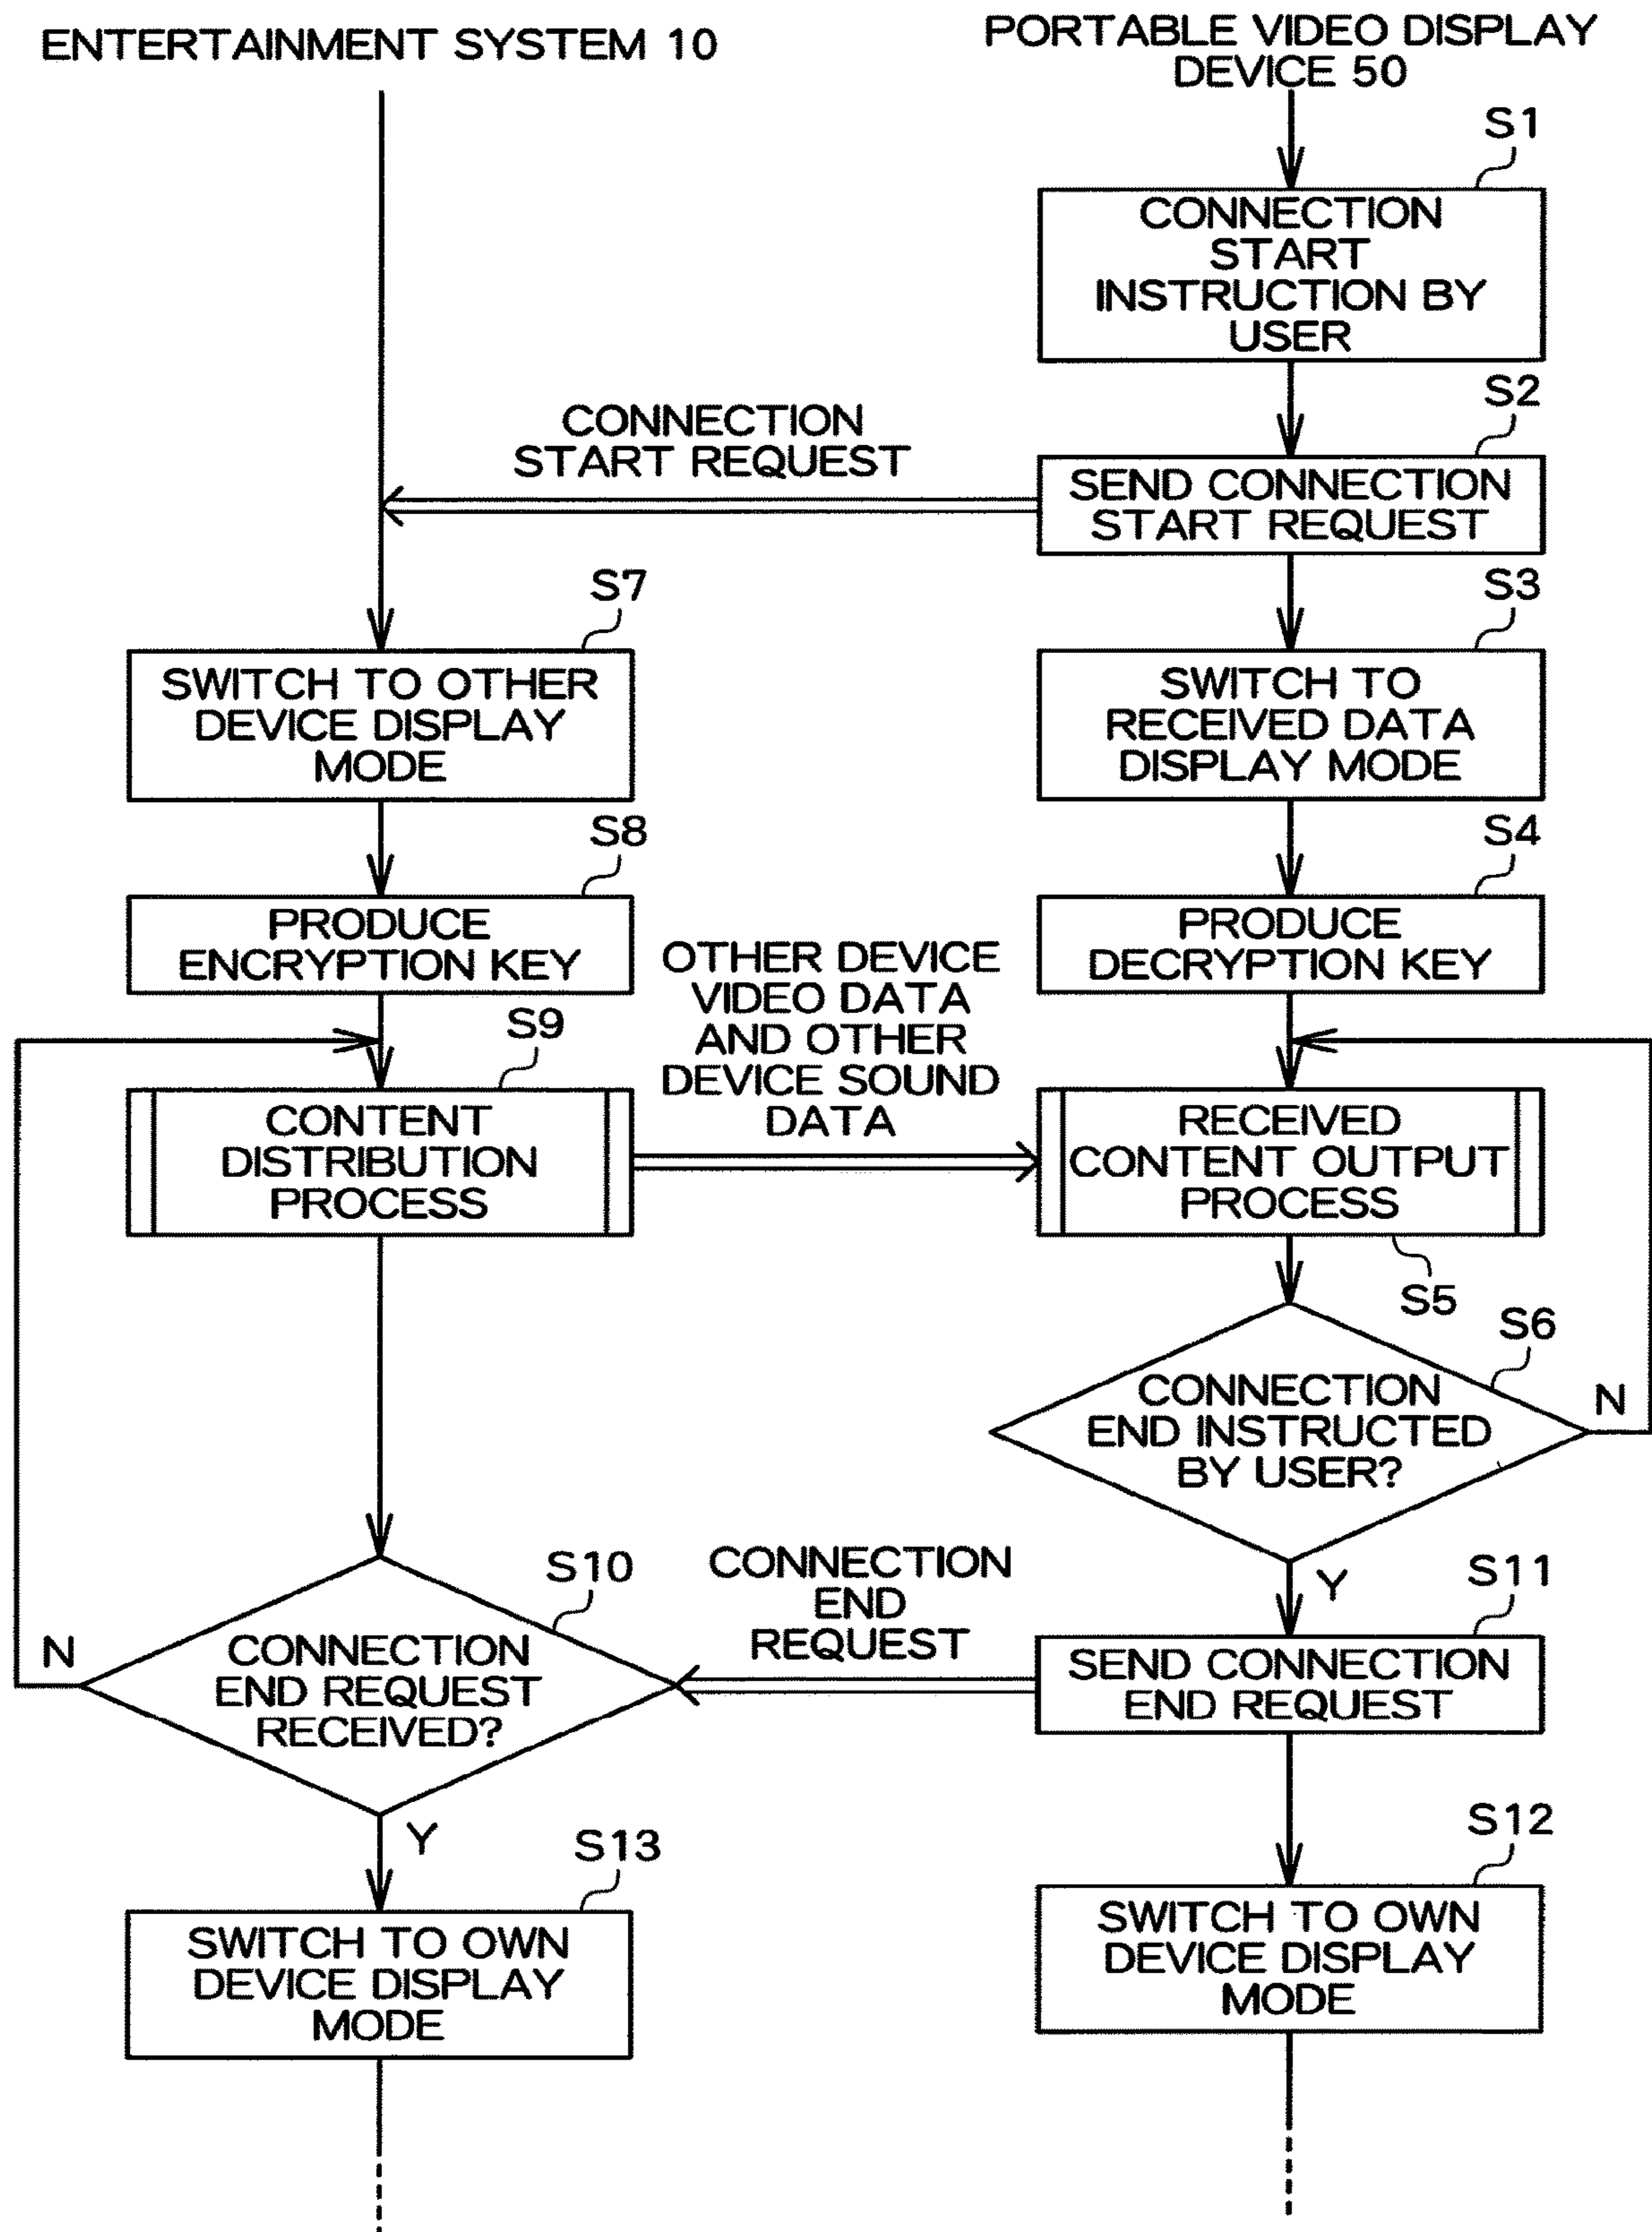 ENTERTAINMENT SYSTEM 10
PORTABLE VIDEO DISPLAY
DEVICE 50
S1
CONNECTION
START
INSTRUCTION BY
USER
S2
CONNECTION
START REQUEST
SEND CONNECTION
START REQUEST
S7
SWITCH TO OTHER
DEVICE DISPLAY
MODE
S3
SWITCH TO
RECEIVED DATA
DISPLAY MODE
S8
PRODUCE
ENCRYPTION KEY
S4
PRODUCE
DECRYPTION KEY
S9
CONTENT
DISTRIBUTION
PROCESS
OTHER DEVICE
VIDEO DATA
AND OTHER
DEVICE SOUND
DATA
RECEIVED
CONTENT OUTPUT
PROCESS
S5
S6
CONNECTION
END INSTRUCTED
BY USER?
N
Y
S10
CONNECTION
END REQUEST
RECEIVED?
N
Y
CONNECTION
END
REQUEST
S11
SEND CONNECTION
END REQUEST
S13
SWITCH TO OWN
DEVICE DISPLAY
MODE
S12
SWITCH TO OWN
DEVICE DISPLAY
MODE